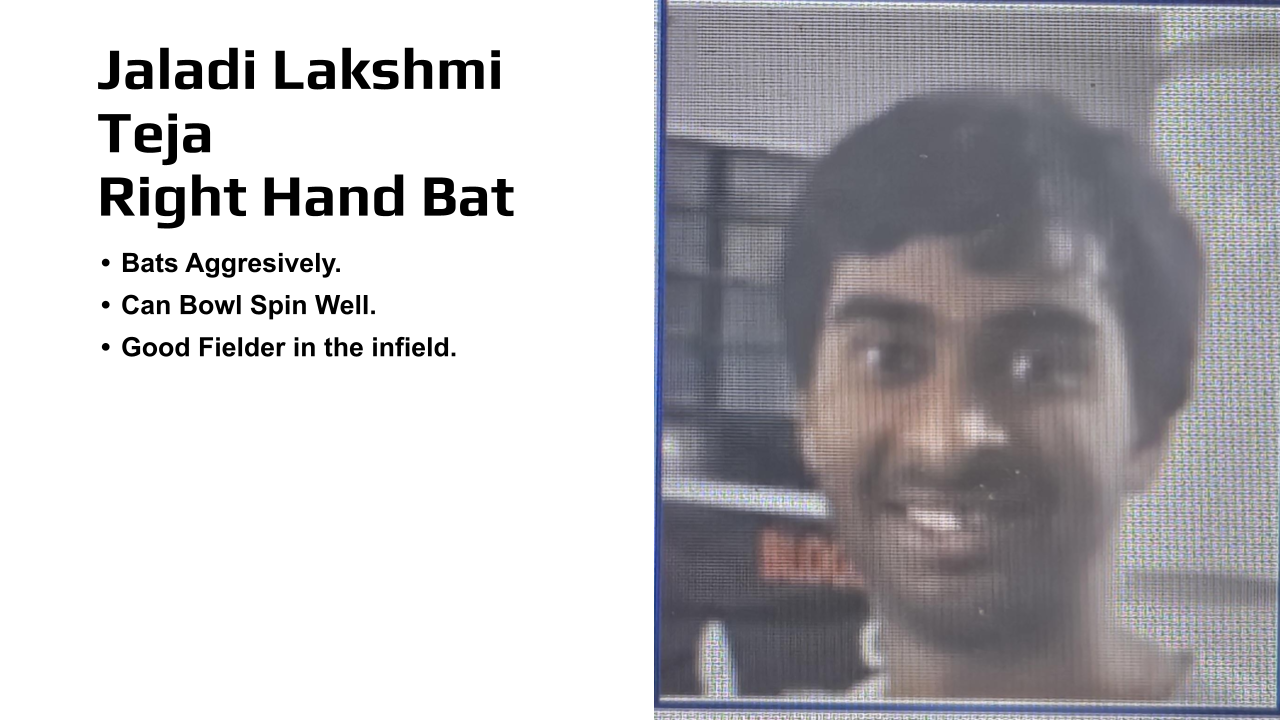 Jaladi Lakshmi
Teja
Right Hand Bat
• Bats Aggresively.
• Can Bowl Spin Well.
• Good Fielder in the infield.